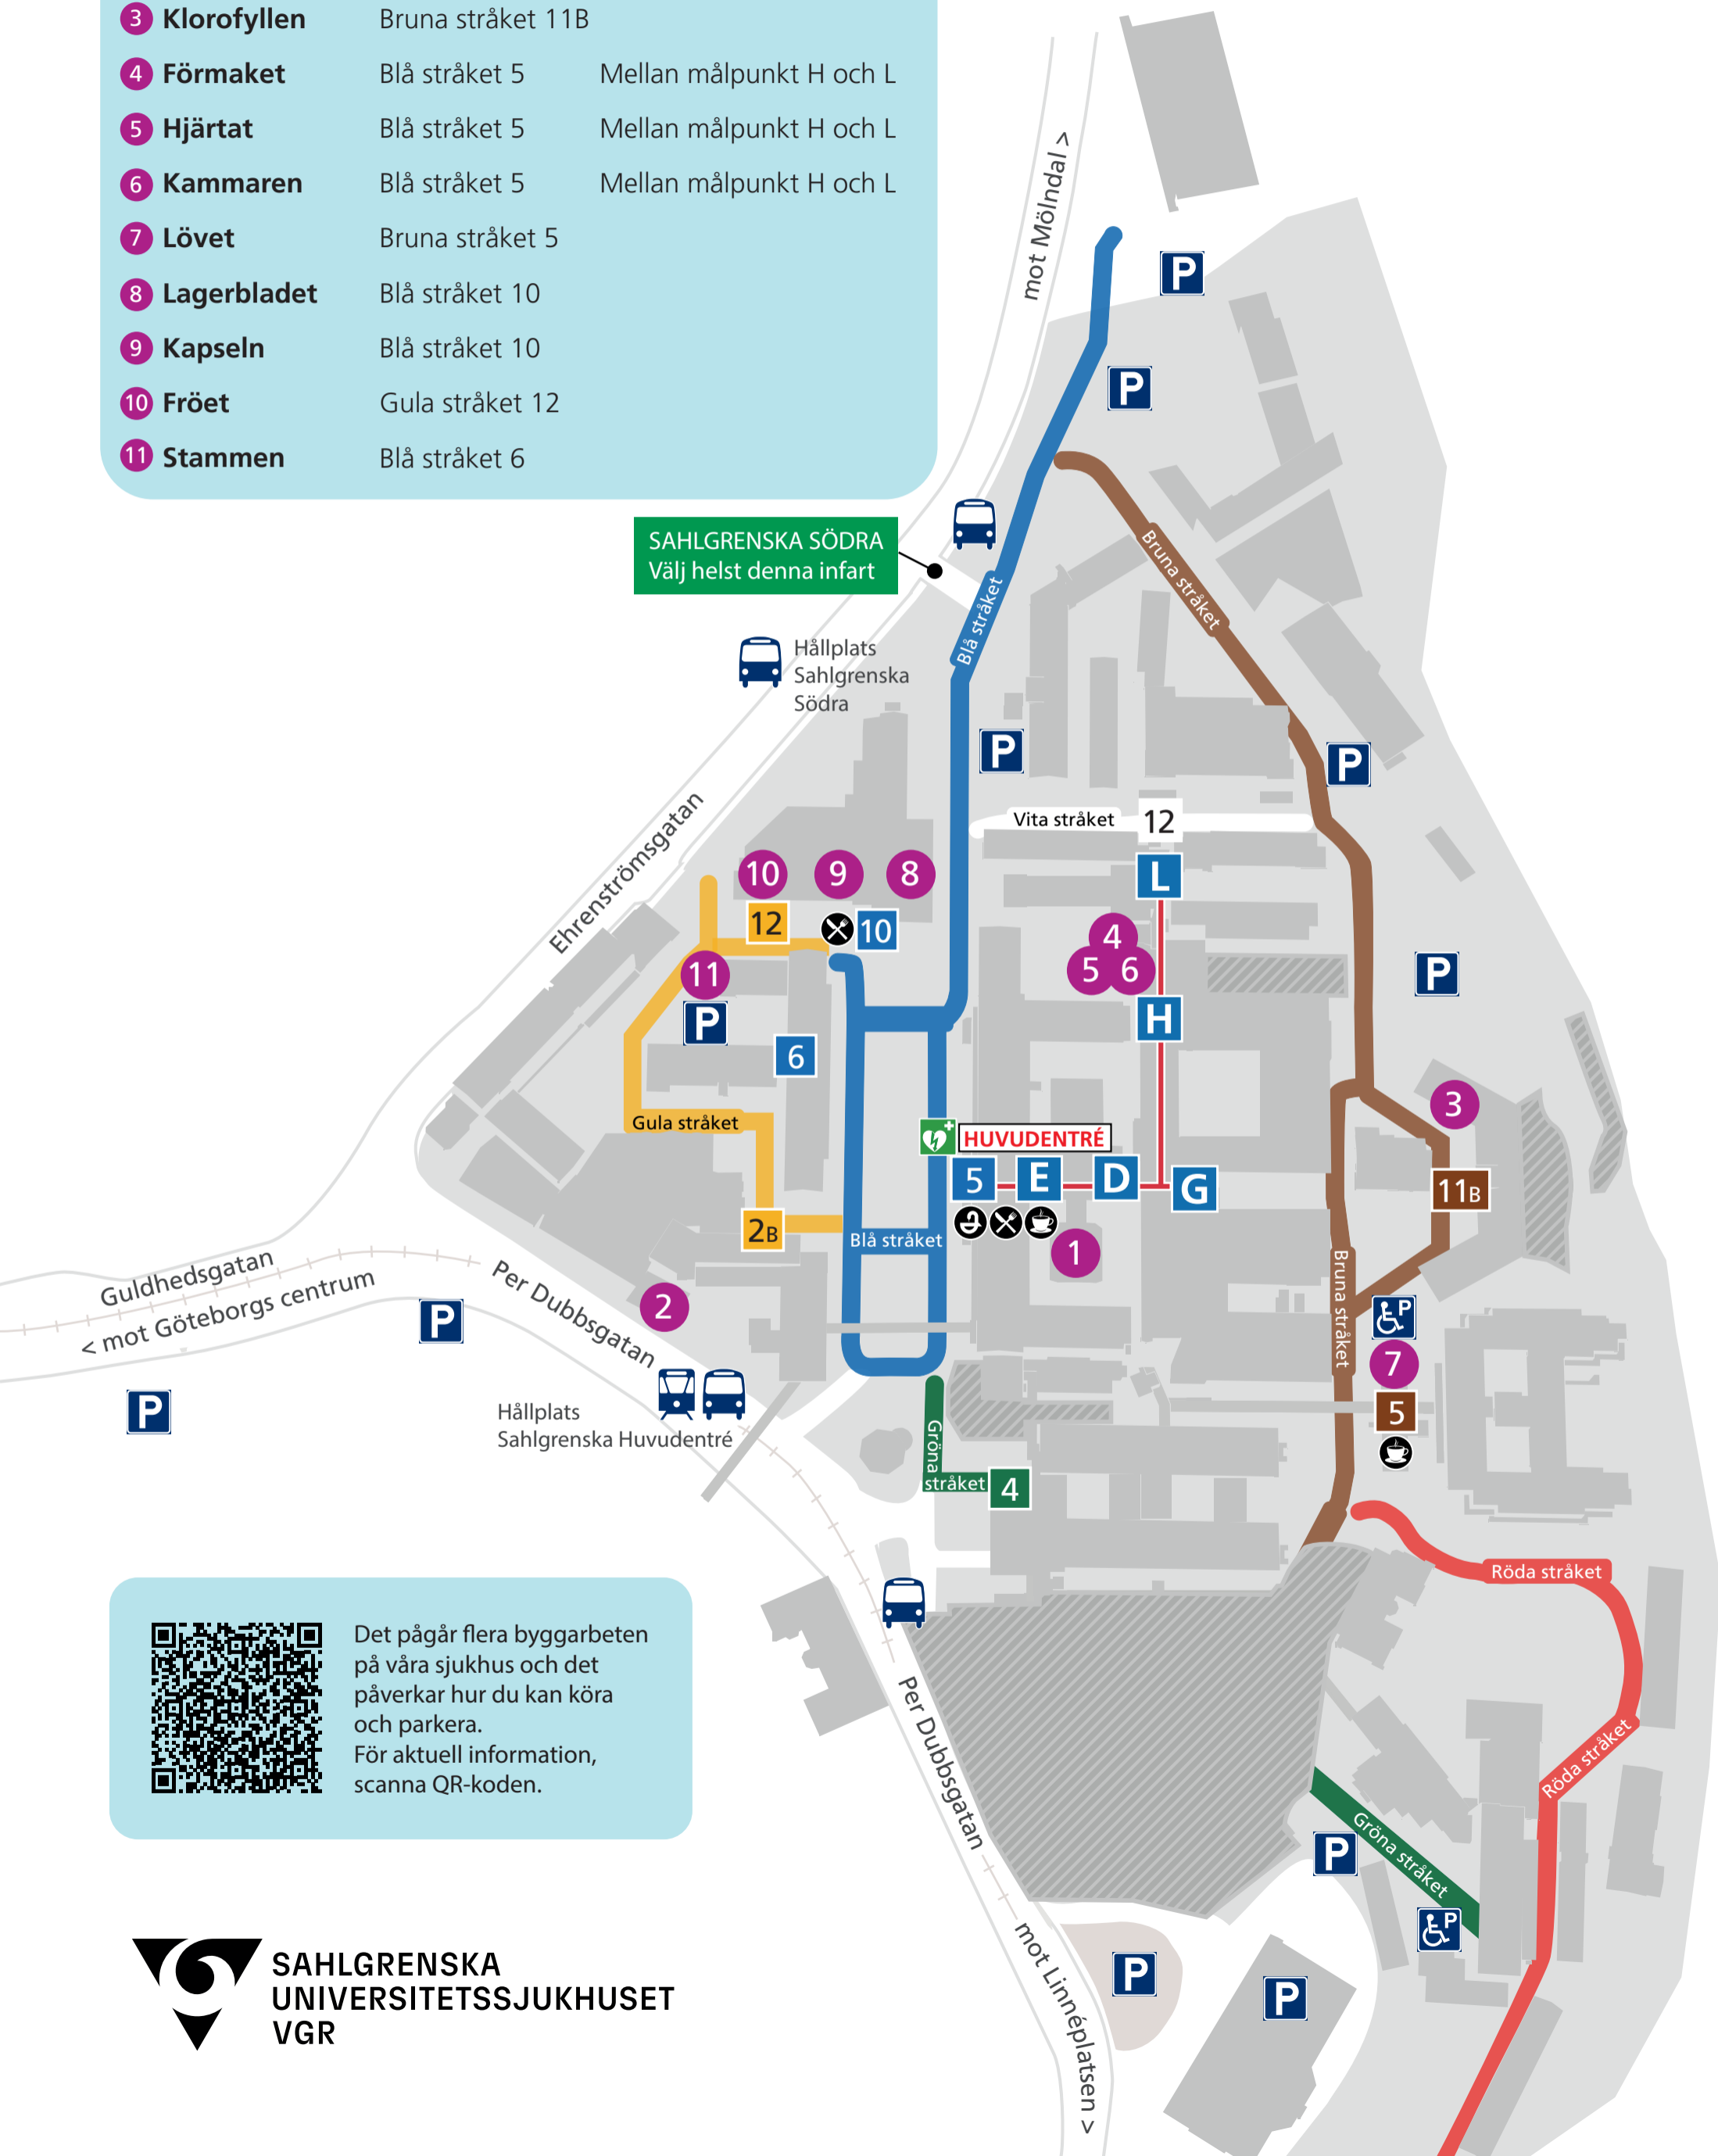 3 Klorofyllen Bruna stråket 11B
4 Förmaket Blå stråket 5 Mellan målpunkt H och L
5 Hjärtat Blå stråket 5 Mellan målpunkt H och L
6 Kammaren Blå stråket 5 Mellan målpunkt H och L
7 Lövet Bruna stråket 5
8 Lagerbladet Blå stråket 10
9 Kapseln Blå stråket 10
10 Fröet Gula stråket 12
11 Stammen Blå stråket 6
mot Mölndal >
P
P
SAHLGRENSKA SÖDRA
Välj helst denna infart
Bruna stråket
Blå stråket
Hållplats
Sahlgrenska
Södra
P
P
Ehrenströmsgatan
Vita stråket 12
10 9 8
L
12
10
4
5 6
11
P
P
H
6
3
Gula stråket
HUVUDENTRÉ
5 E D G
11B
2B
Blå stråket
1
Bruna stråket
Guldhedsgatan
< mot Göteborgs centrum
Per Dubbsgatan
2
P
P
P
7
5
Hållplats
Sahlgrenska Huvudentré
Gröna
stråket
4
Röda stråket
Det pågår flera byggarbeten
på våra sjukhus och det
påverkar hur du kan köra
och parkera.
För aktuell information,
scanna QR-koden.
Per Dubbsgatan
Röda stråket
Gröna stråket
P
P
mot Linnéplatsen >
P
P
SAHLGRENSKA
UNIVERSITETSSJUKHUSET
VGR